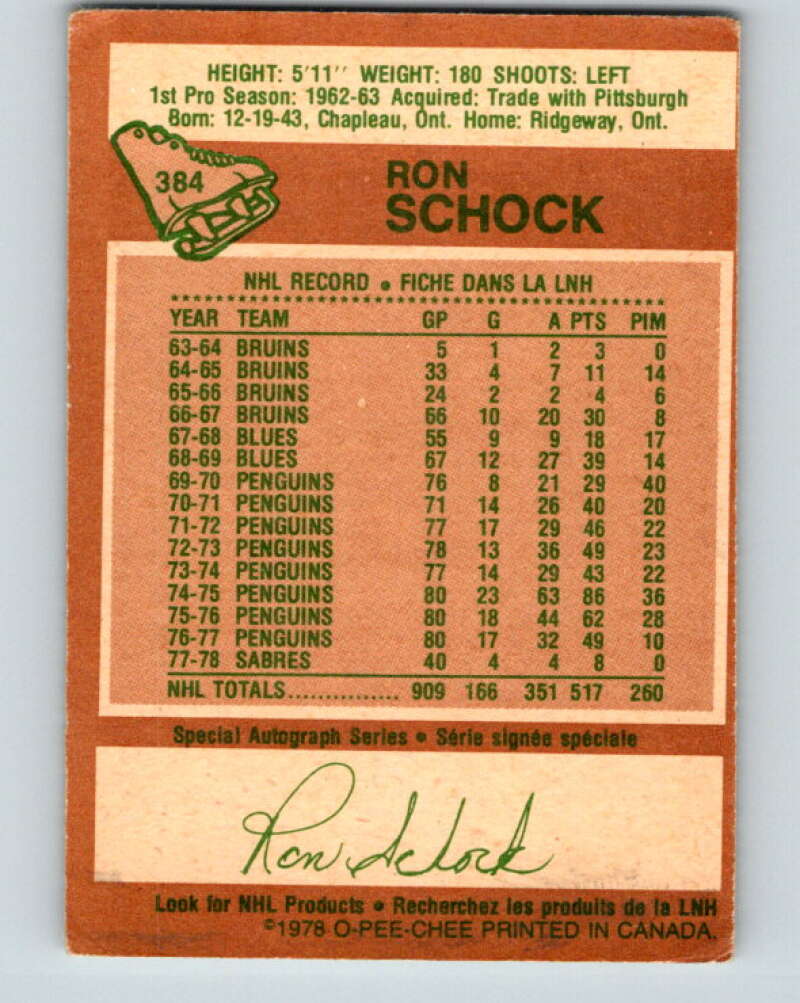 HEIGHT: 5'11'' WEIGHT: 180 SHOOTS: LEFT
1st Pro Season: 1962-63 Acquired: Trade with Pittsburgh
Born: 12-19-43, Chapleau, Ont. Home: Ridgeway, Ont.
384
RON
SCHOCK
NHL RECORD • FICHE DANS LA LNH
YEAR TEAM GP G A PTS PIM
63-64 BRUINS 5 1 2 3 0
64-65 BRUINS 33 4 7 11 14
65-66 BRUINS 24 2 2 4 6
66-67 BRUINS 66 10 20 30 8
67-68 BLUES 55 9 9 18 17
68-69 BLUES 67 12 27 39 14
69-70 PENGUINS 76 8 21 29 40
70-71 PENGUINS 71 14 26 40 20
71-72 PENGUINS 77 17 29 46 22
72-73 PENGUINS 78 13 36 49 23
73-74 PENGUINS 77 14 29 43 22
74-75 PENGUINS 80 23 63 86 36
75-76 PENGUINS 80 18 44 62 28
76-77 PENGUINS 80 17 32 49 10
77-78 SABRES 40 4 4 8 0
NHL TOTALS............... 909 166 351 517 260
Special Autograph Series • Série signée spéciale
Ron Schock
Look for NHL Products • Recherchez les produits de la LNH
©1978 O-PEE-CHEE PRINTED IN CANADA.